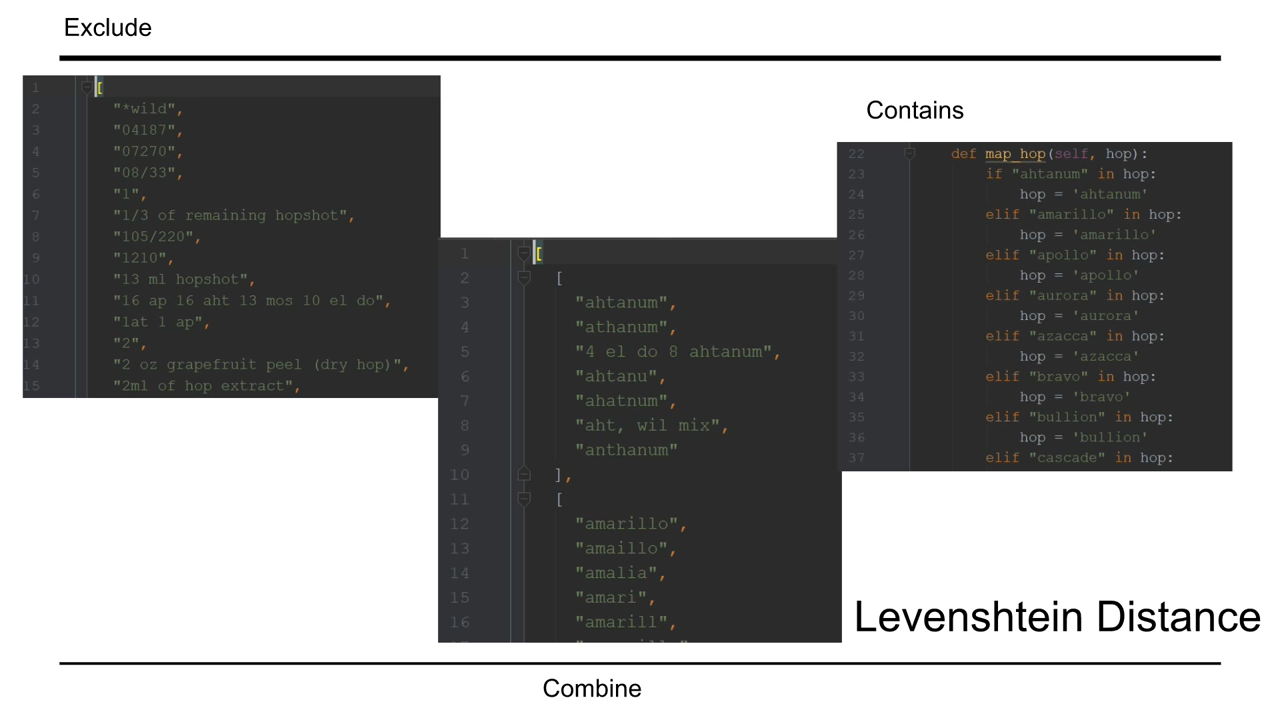 Exclude
1 [
2 "*wild",
3 "04187",
4 "07270",
5 "08/33",
6 "1",
7 "1/3 of remaining hopshot",
8 "105/220",
9 "1210",
10 "13 ml hopshot",
11 "16 ap 16 aht 13 mos 10 el do",
12 "1at 1 ap",
13 "2",
14 "2 oz grapefruit peel (dry hop)",
15 "2ml of hop extract",
1 [
2 [
3 "ahtanum",
4 "athanum",
5 "4 el do 8 ahtanum",
6 "ahtanu",
7 "ahatnum",
8 "aht, wil mix",
9 "anthanum"
10 ],
11 [
12 "amarillo",
13 "amaillo",
14 "amalia",
15 "amari",
16 "amarill",
Contains
22 def map_hop(self, hop):
23 if "ahtanum" in hop:
24 hop = 'ahtanum'
25 elif "amarillo" in hop:
26 hop = 'amarillo'
27 elif "apollo" in hop:
28 hop = 'apollo'
29 elif "aurora" in hop:
30 hop = 'aurora'
31 elif "azacca" in hop:
32 hop = 'azacca'
33 elif "bravo" in hop:
34 hop = 'bravo'
35 elif "bullion" in hop:
36 hop = 'bullion'
37 elif "cascade" in hop:
Levenshtein Distance
Combine